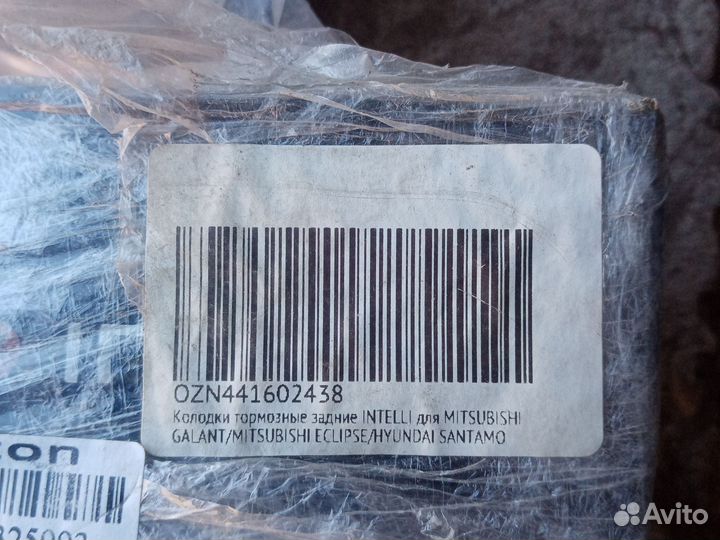 OZN441602438
Колодки тормозные задние INTELLI для MITSUBISHI
GALANT/MITSUBISHI ECLIPSE/HYUNDAI SANTAMO
Avito